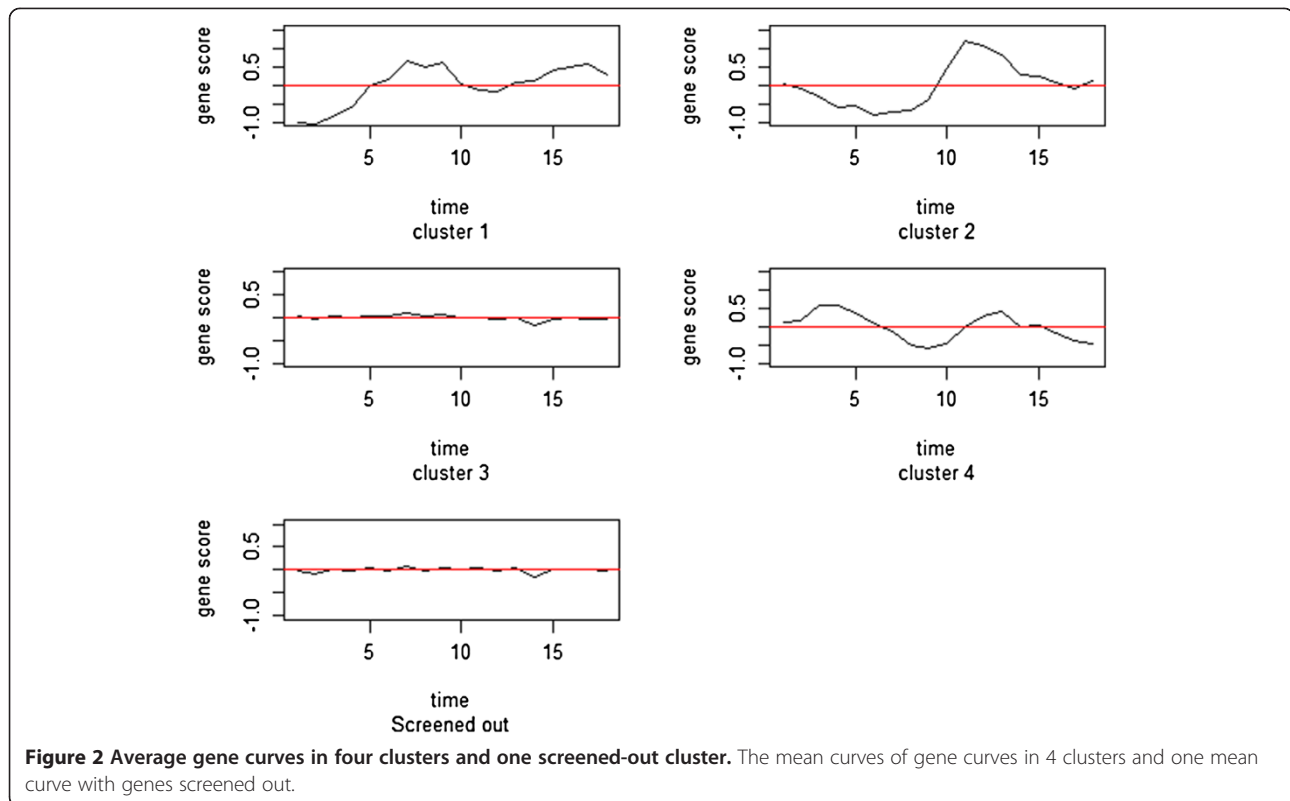 gene score
0.5
-1.0
5 10 15
time
cluster 1
gene score
0.5
-1.0
5 10 15
time
cluster 2
gene score
0.5
-1.0
5 10 15
time
cluster 3
gene score
0.5
-1.0
5 10 15
time
cluster 4
gene score
0.5
-1.0
5 10 15
time
Screened out
Figure 2 Average gene curves in four clusters and one screened-out cluster. The mean curves of gene curves in 4 clusters and one mean
curve with genes screened out.